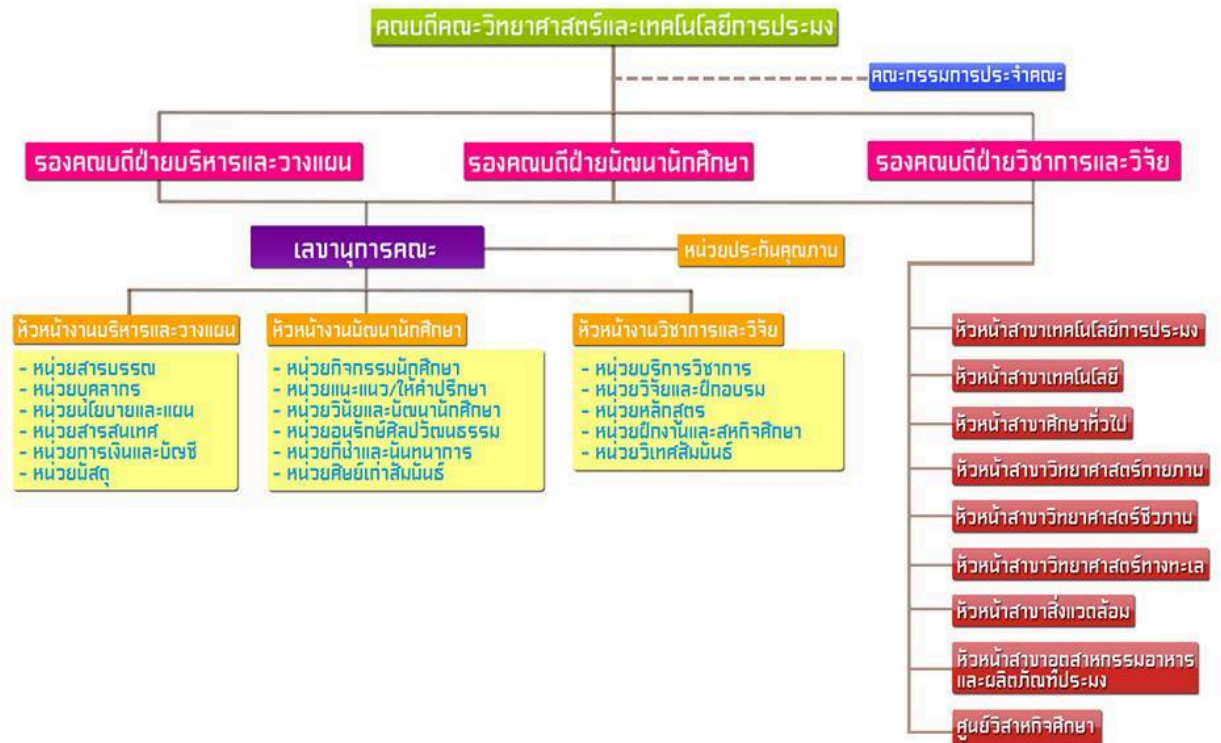 คณบดีคณะวิทยาศาสตร์และเทคโนโลยีการประมง
คณะกรรมการประจำคณะ
รองคณบดีฝ่ายบริหารและวางแผน
รองคณบดีฝ่ายพัฒนานักศึกษา
รองคณบดีฝ่ายวิชาการและวิจัย
เลขานุการคณะ
หน่วยประกันคุณภาพ
หัวหน้างานบริหารและวางแผน
- หน่วยสารบรรณ
- หน่วยบุคลากร
- หน่วยนโยบายและแผน
- หน่วยสารสนเทศ
- หน่วยการเงินและบัญชี
- หน่วยพัสดุ
หัวหน้างานพัฒนานักศึกษา
- หน่วยกิจกรรมนักศึกษา
- หน่วยแนะแนว/ให้คำปรึกษา
- หน่วยวินัยและพัฒนานักศึกษา
- หน่วยอนุรักษ์ศิลปวัฒนธรรม
- หน่วยกีฬาและนันทนาการ
- หน่วยศิษย์เก่าสัมพันธ์
หัวหน้างานวิชาการและวิจัย
- หน่วยบริการวิชาการ
- หน่วยวิจัยและฝึกอบรม
- หน่วยหลักสูตร
- หน่วยฝึกงานและสหกิจศึกษา
- หน่วยวิเทศสัมพันธ์
หัวหน้าสาขาเทคโนโลยีการประมง
หัวหน้าสาขาเทคโนโลยี
หัวหน้าสาขาศึกษาทั่วไป
หัวหน้าสาขาวิทยาศาสตร์กายภาพ
หัวหน้าสาขาวิทยาศาสตร์ชีวภาพ
หัวหน้าสาขาวิทยาศาสตร์ทางทะเล
หัวหน้าสาขาสิ่งแวดล้อม
หัวหน้าสาขาอุตสาหกรรมอาหาร
และผลิตภัณฑ์ประมง
ศูนย์วิสาหกิจศึกษา